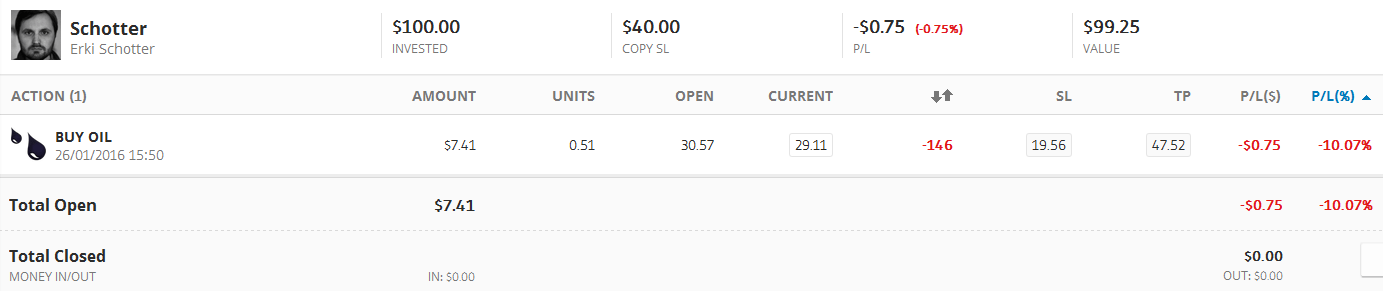 Schotter
Erki Schotter
$100.00
INVESTED
$40.00
COPY SL
-$0.75 (-0.75%)
P/L
$99.25
VALUE
ACTION (1) AMOUNT UNITS OPEN CURRENT SL TP P/L($) P/L(%)
BUY OIL
26/01/2016 15:50
$7.41 0.51 30.57 29.11 -146 19.56 47.52 -$0.75 -10.07%
Total Open $7.41 -$0.75 -10.07%
Total Closed $0.00
MONEY IN/OUT IN: $0.00 OUT: $0.00